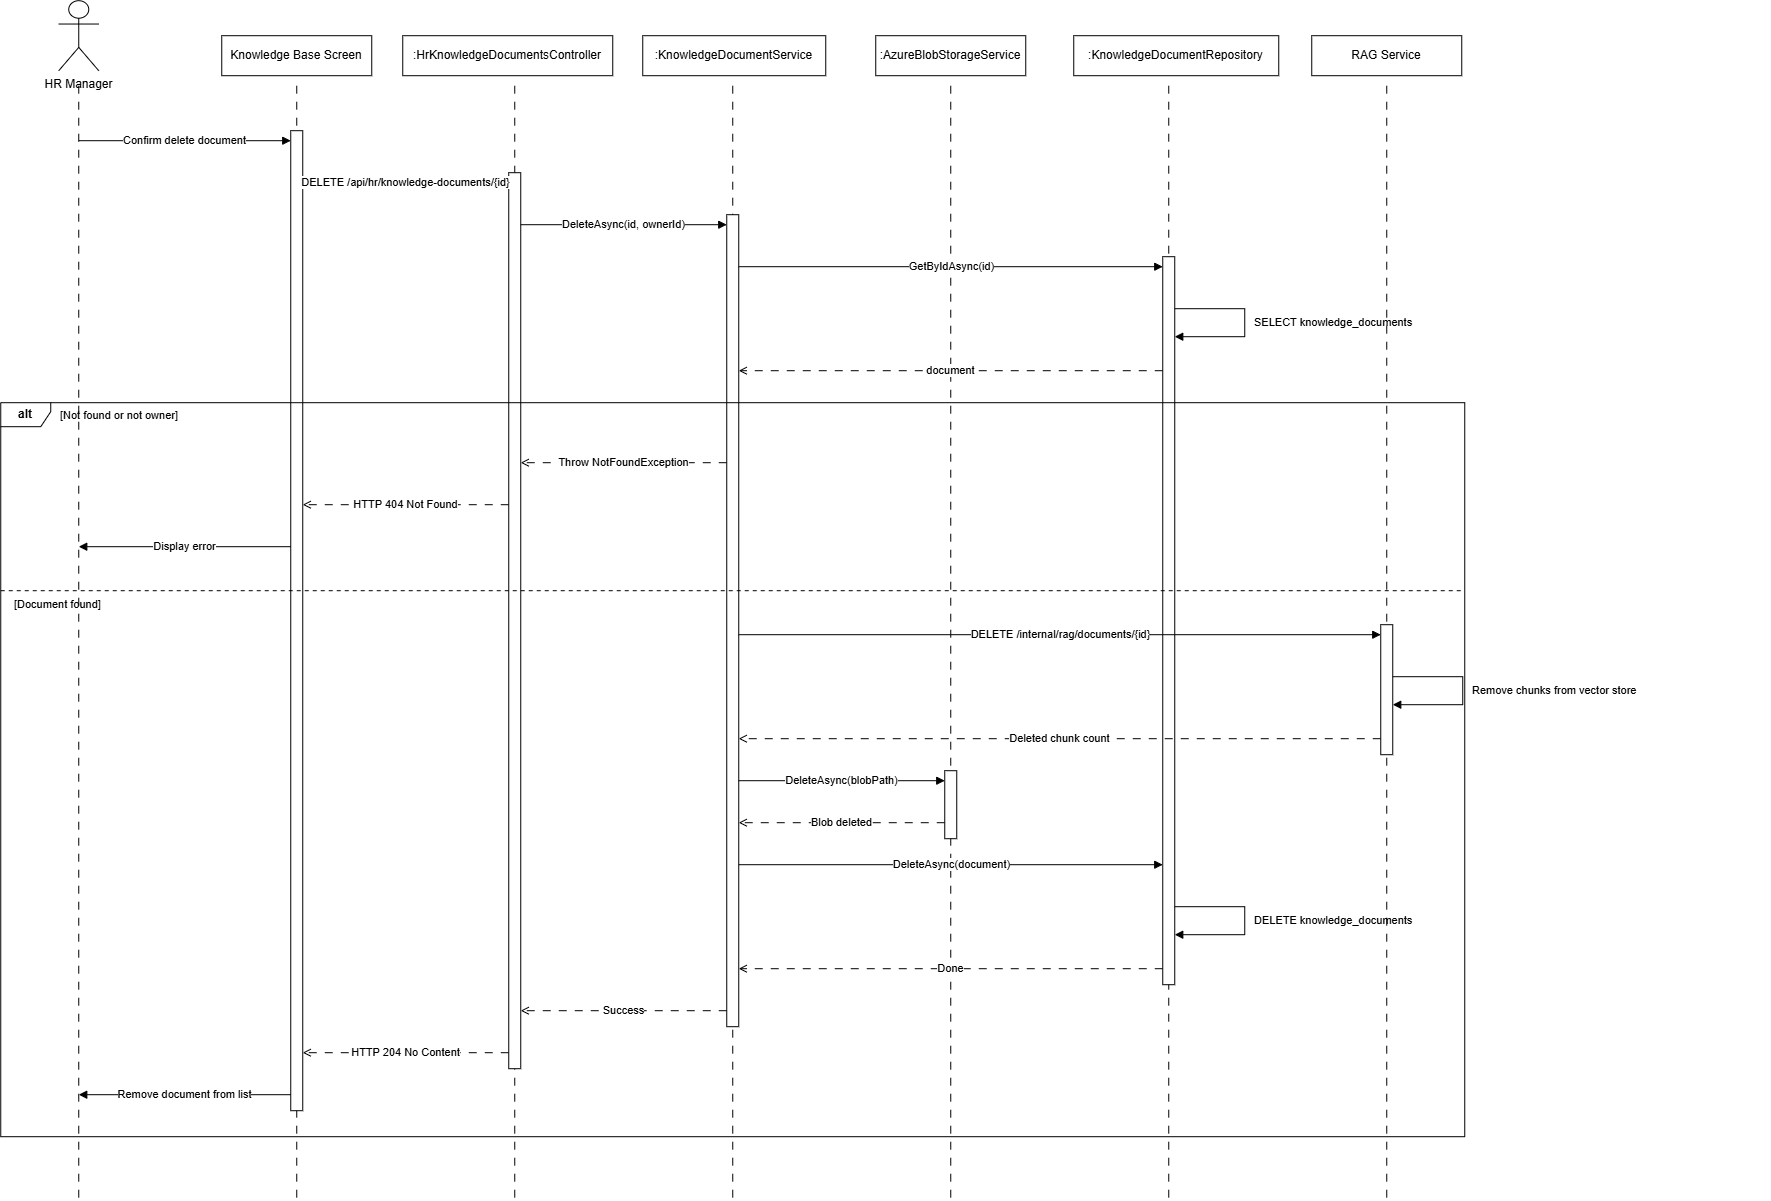 HR Manager
Knowledge Base Screen
:HrKnowledgeDocumentsController
:KnowledgeDocumentService
:AzureBlobStorageService
:KnowledgeDocumentRepository
RAG Service
Confirm delete document
DELETE /api/hr/knowledge-documents/{id}
DeleteAsync(id, ownerId)
GetByIdAsync(id)
SELECT knowledge_documents
document
alt
[Not found or not owner]
Throw NotFoundException
HTTP 404 Not Found
Display error
[Document found]
DELETE /internal/rag/documents/{id}
Remove chunks from vector store
Deleted chunk count
DeleteAsync(blobPath)
Blob deleted
DeleteAsync(document)
DELETE knowledge_documents
Done
Success
HTTP 204 No Content
Remove document from list